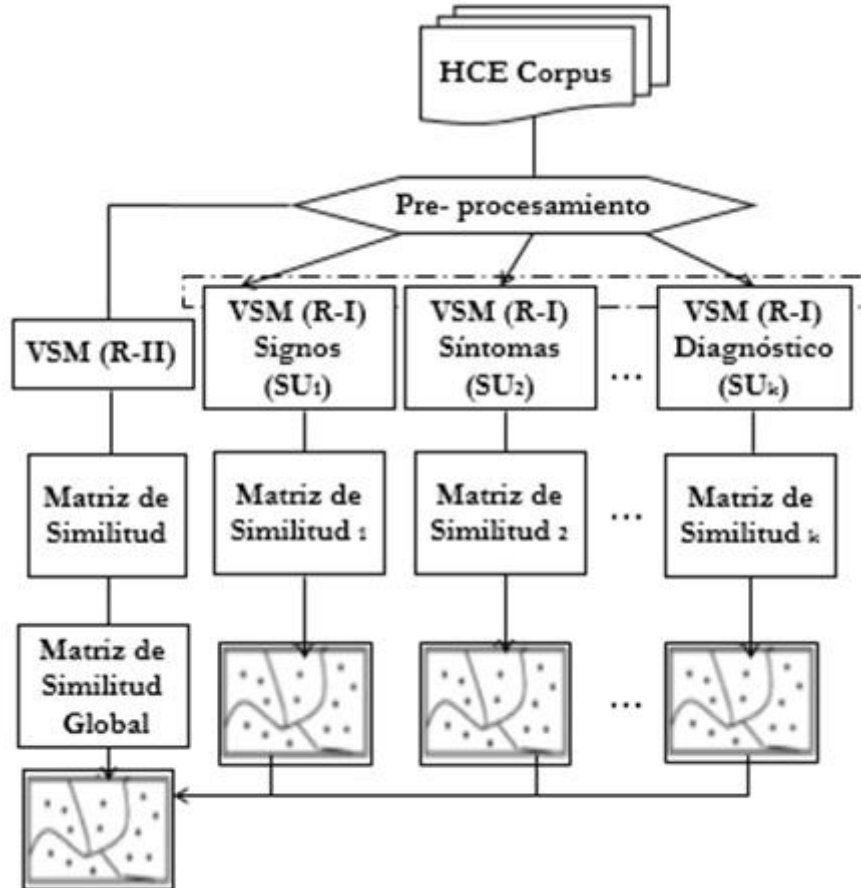 HCE Corpus
Pre- procesamiento
VSM (R-II)
VSM (R-I)
Signos
(SU1)
VSM (R-I)
Síntomas
(SU2)
...
VSM (R-I)
Diagnóstico
(SUk)
Matriz de
Similitud
Matriz de
Similitud 1
Matriz de
Similitud 2
...
Matriz de
Similitud k
Matriz de
Similitud
Global
...